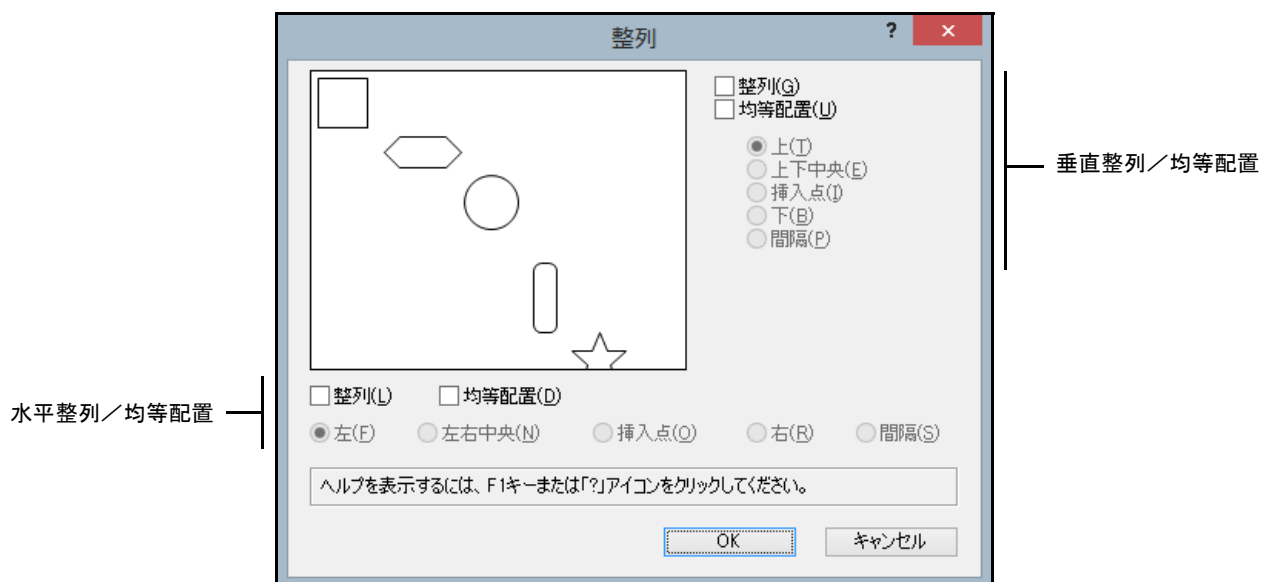 整列
?
×
整列(G)
均等配置(U)
上(T)
上下中央(E)
挿入点(I)
下(B)
間隔(P)
垂直整列／均等配置
整列(L) 均等配置(D)
水平整列／均等配置
左(F) 左右中央(N) 挿入点(O) 右(R) 間隔(S)
ヘルプを表示するには、F1キーまたは「?」アイコンをクリックしてください。
OK キャンセル